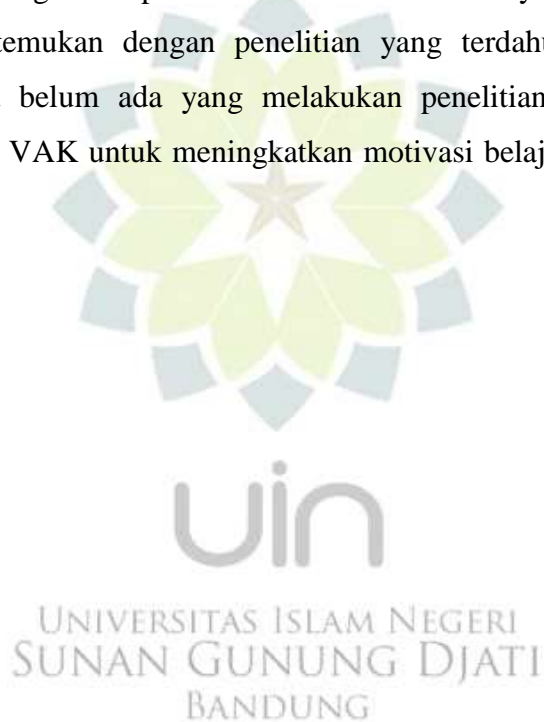 temukan dengan penelitian yang terdahu
belum ada yang melakukan penelitian
VAK untuk meningkatkan motivasi belaj
uin
UNIVERSITAS ISLAM NEGERI
SUNAN GUNUNG DJATI
BANDUNG